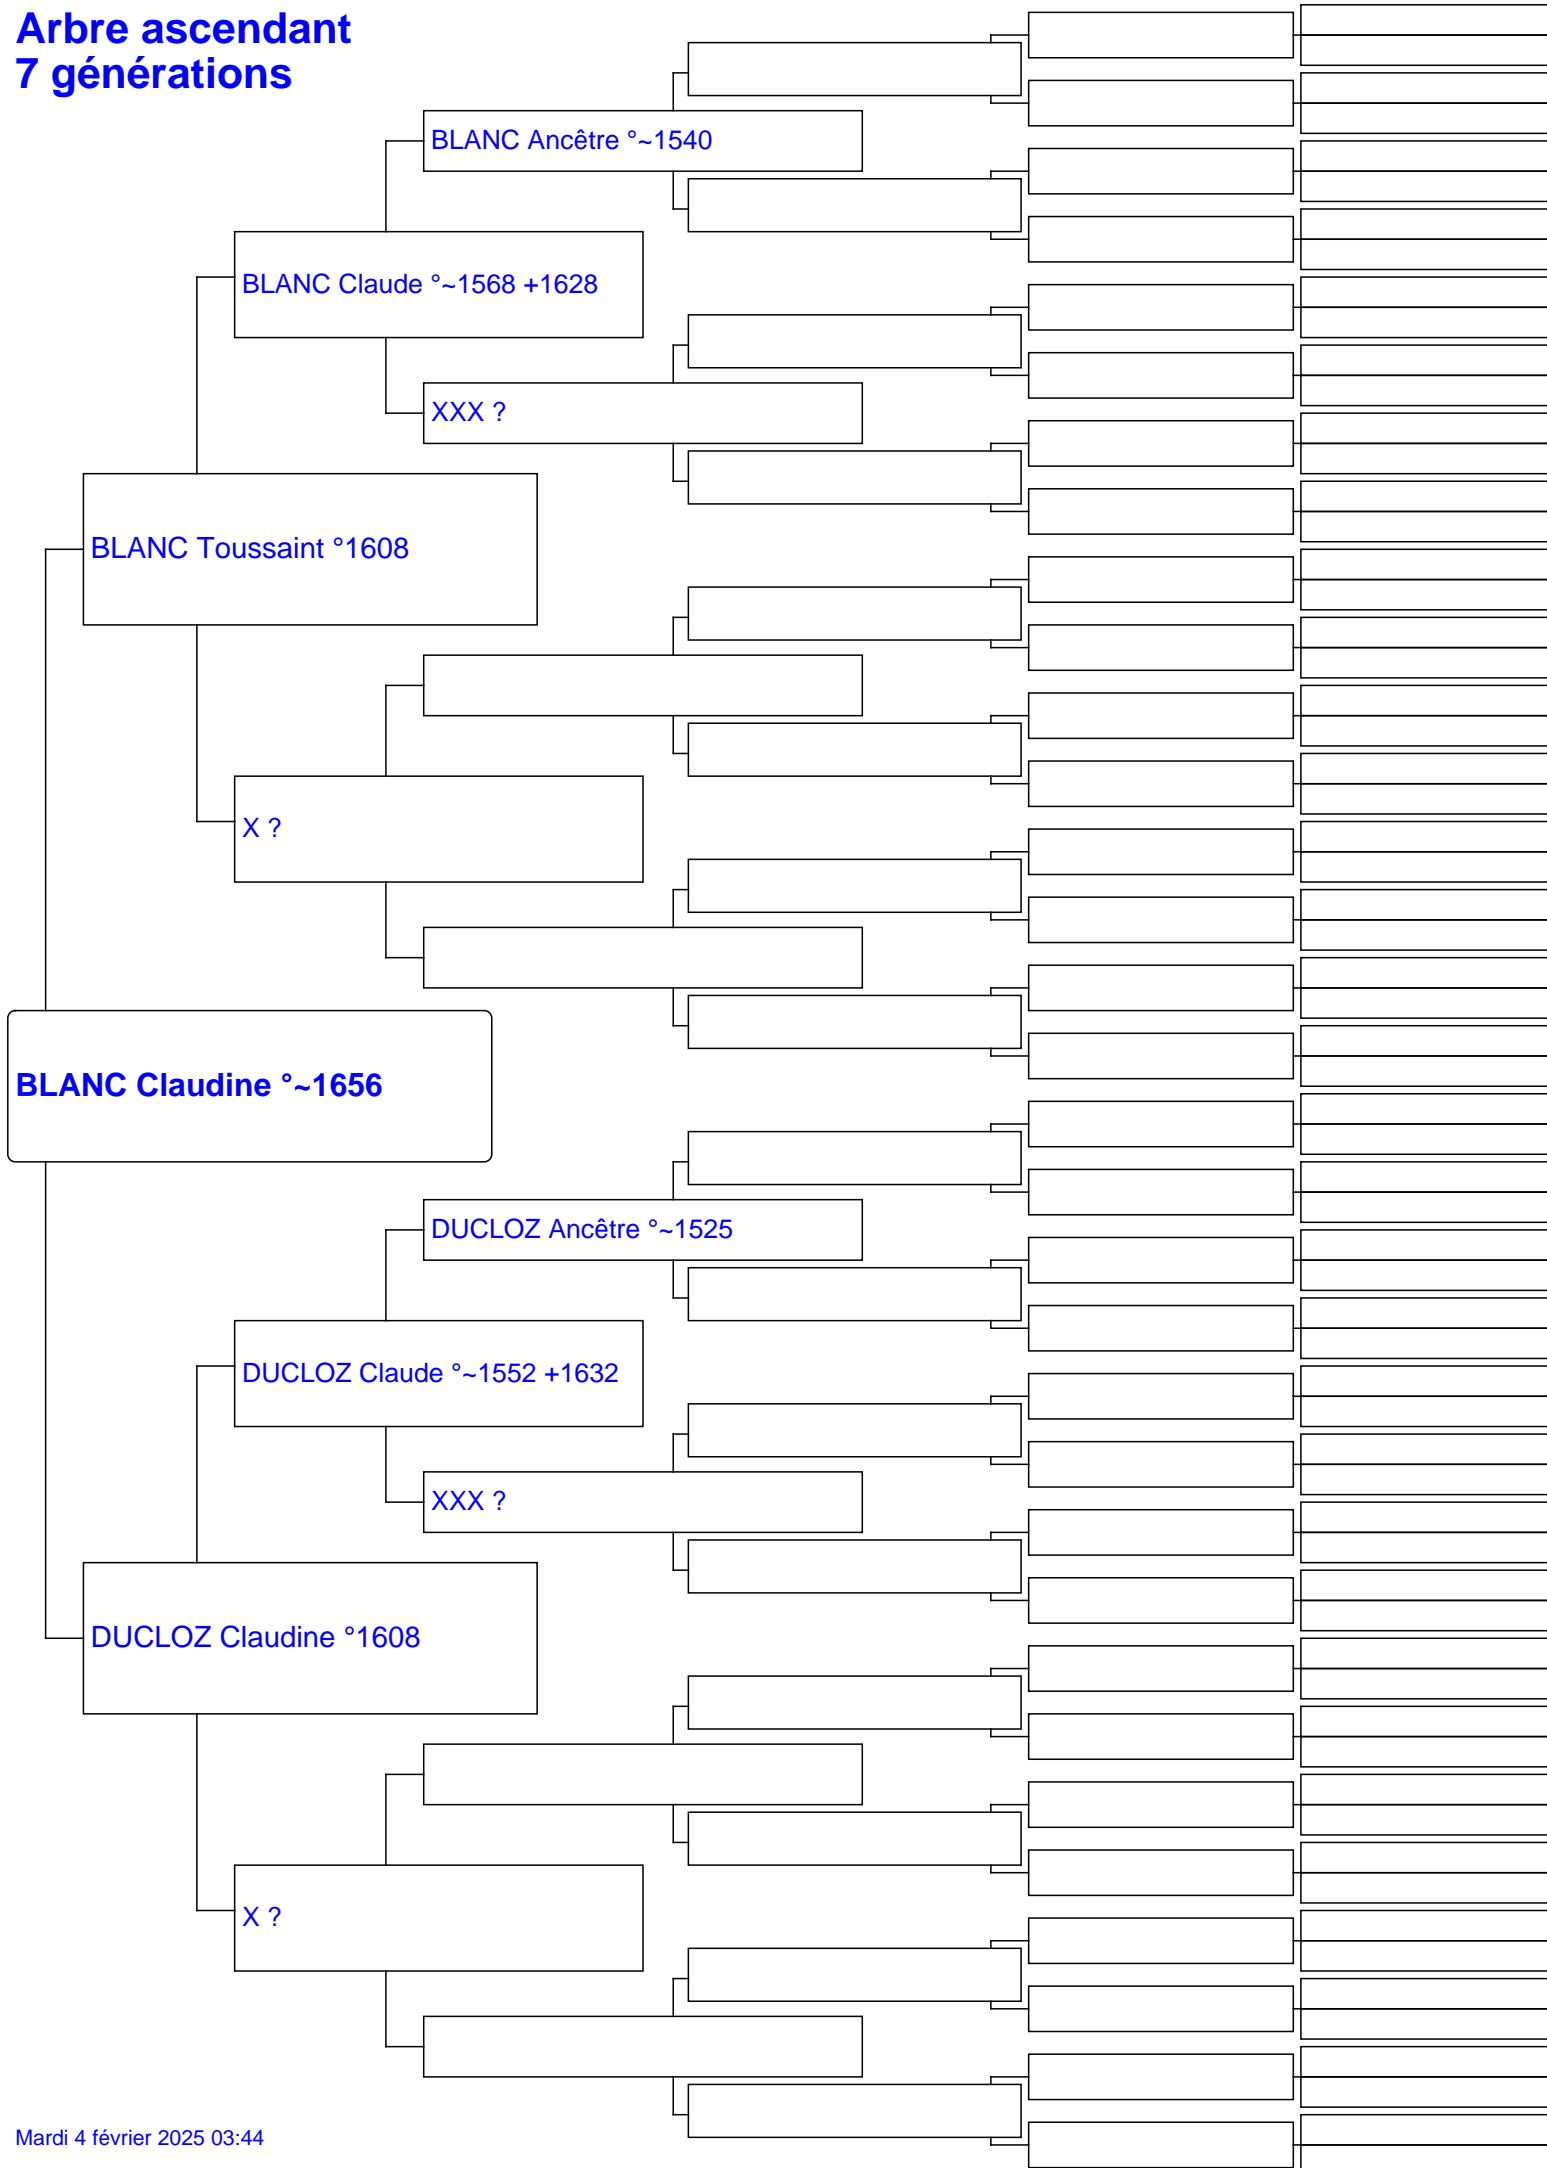 Arbre ascendant
7 générations
BLANC Ancêtre °~1540
BLANC Claude °~1568 +1628
XXX ?
BLANC Toussaint °1608
X ?
BLANC Claudine °~1656
DUCLOZ Ancêtre °~1525
DUCLOZ Claude °~1552 +1632
XXX ?
DUCLOZ Claudine °1608
X ?
Mardi 4 février 2025 03:44